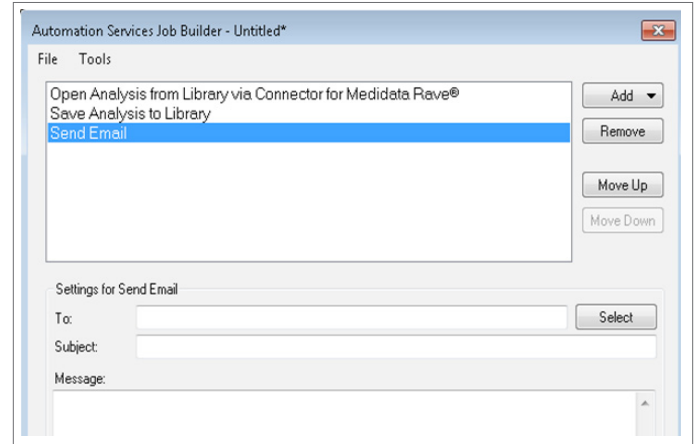 Automation Services Job Builder - Untitled*
File Tools
Open Analysis from Library via Connector for Medidata Rave®
Add
Save Analysis to Library
Send Email
Remove
Move Up
Move Down
Settings for Send Email
To:
Select
Subject:
Message: